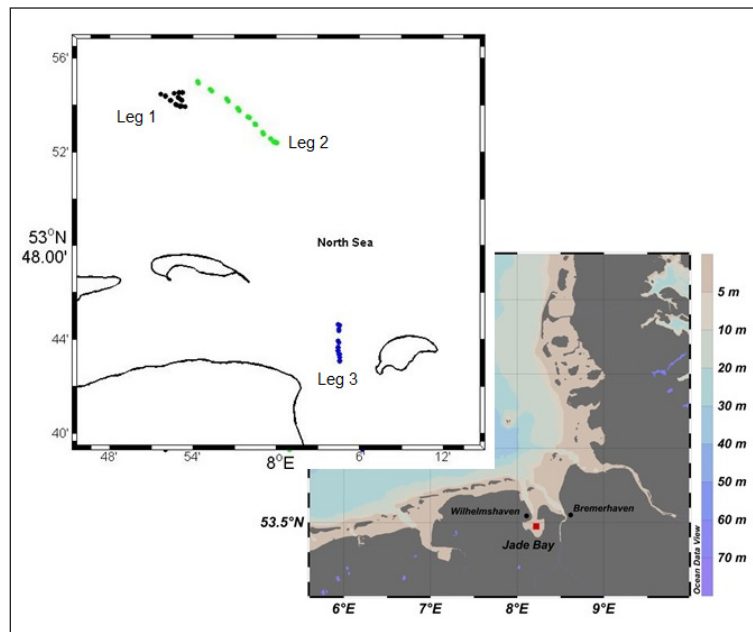 56'
Leg 1
Leg 2
52'
North Sea
53°N
48.00'
44'
Leg 3
40'
48'
54'
8°E
6'
12'
5 m
10 m
20 m
30 m
40 m
50 m
60 m
70 m
Wilhelmshaven
Bremerhaven
53.5°N
Jade Bay
Ocean Data View
6°E
7°E
8°E
9°E